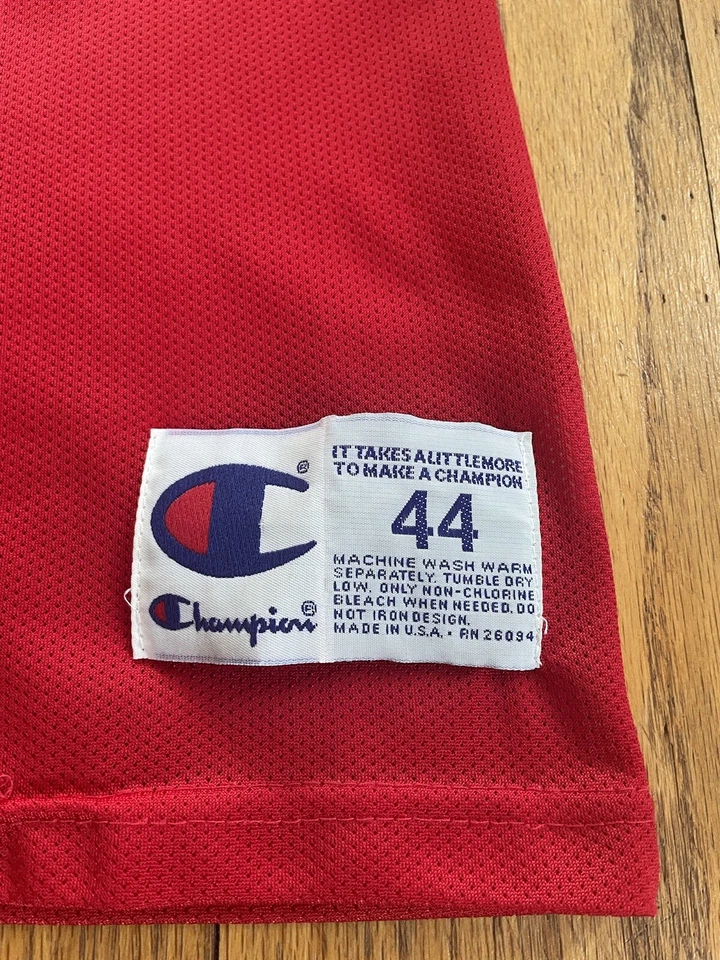 ®
Champion®
IT TAKES A LITTLE MORE
TO MAKE A CHAMPION
44
MACHINE WASH WARM
SEPARATELY. TUMBLE DRY
LOW. ONLY NON-CHLORINE
BLEACH WHEN NEEDED. DO
NOT IRON DESIGN.
MADE IN U.S.A. • RN 26094